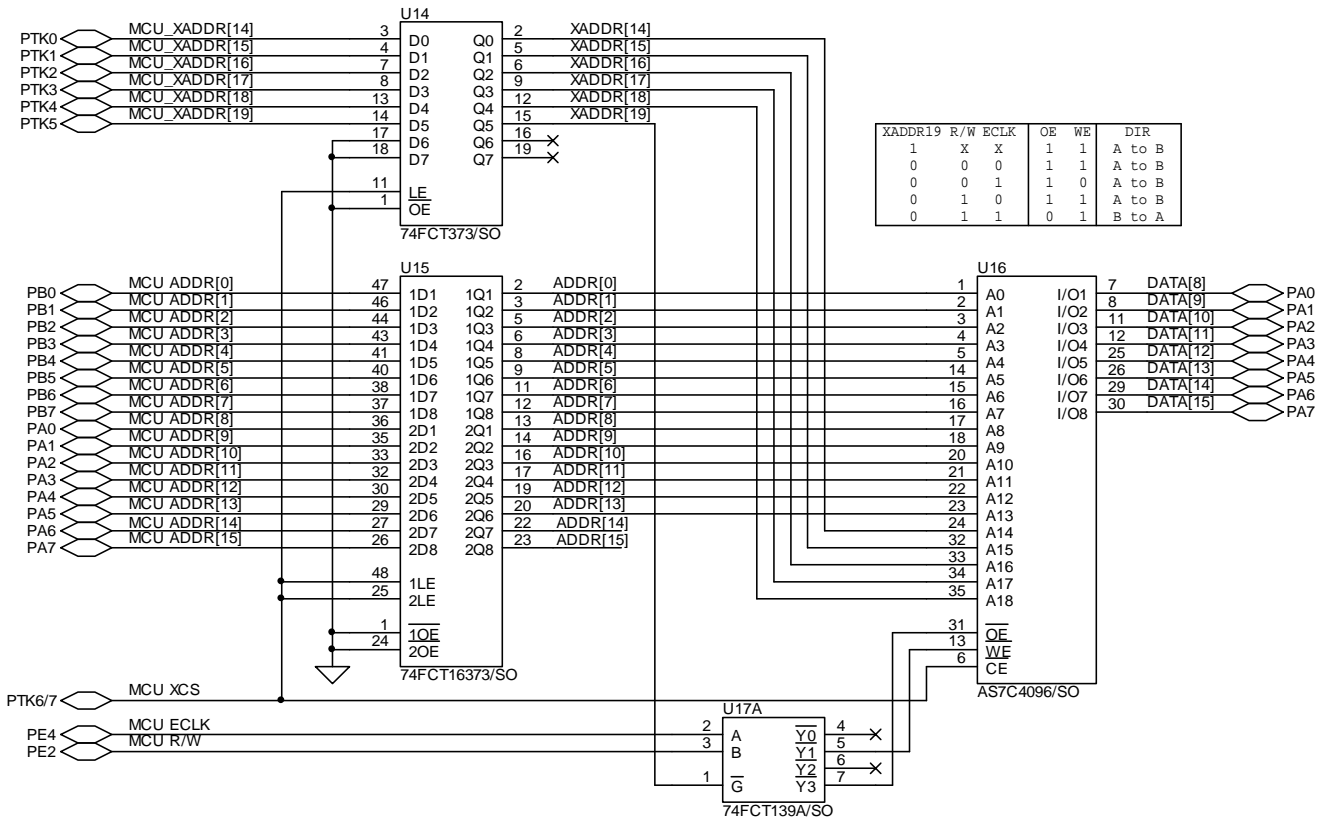 U14
PTK0 MCU_XADDR[14] 3 D0 Q0 2 XADDR[14]
PTK1 MCU_XADDR[15] 4 D1 Q1 5 XADDR[15]
PTK2 MCU_XADDR[16] 7 D2 Q2 6 XADDR[16]
PTK3 MCU_XADDR[17] 8 D3 Q3 9 XADDR[17]
PTK4 MCU_XADDR[18] 13 D4 Q4 12 XADDR[18]
PTK5 MCU_XADDR[19] 14 D5 Q5 15 XADDR[19]
17 D6 Q6 16
18 D7 Q7 19
11 LE
1 OE
74FCT373/SO
XADDR19 R/W ECLK OE WE DIR
1 X X 1 1 A to B
0 0 0 1 1 A to B
0 0 1 1 0 A to B
0 1 0 1 1 A to B
0 1 1 0 1 B to A
U15
PB0 MCU ADDR[0] 47 1D1 1Q1 2 ADDR[0]
PB1 MCU ADDR[1] 46 1D2 1Q2 3 ADDR[1]
PB2 MCU ADDR[2] 44 1D3 1Q3 5 ADDR[2]
PB3 MCU ADDR[3] 43 1D4 1Q4 6 ADDR[3]
PB4 MCU ADDR[4] 41 1D5 1Q5 8 ADDR[4]
PB5 MCU ADDR[5] 40 1D6 1Q6 9 ADDR[5]
PB6 MCU ADDR[6] 38 1D7 1Q7 11 ADDR[6]
PB7 MCU ADDR[7] 37 1D8 1Q8 12 ADDR[7]
PA0 MCU ADDR[8] 36 2D1 2Q1 13 ADDR[8]
PA1 MCU ADDR[9] 35 2D2 2Q2 14 ADDR[9]
PA2 MCU ADDR[10] 33 2D3 2Q3 16 ADDR[10]
PA3 MCU ADDR[11] 32 2D4 2Q4 17 ADDR[11]
PA4 MCU ADDR[12] 30 2D5 2Q5 19 ADDR[12]
PA5 MCU ADDR[13] 29 2D6 2Q6 20 ADDR[13]
PA6 MCU ADDR[14] 27 2D7 2Q7 22 ADDR[14]
PA7 MCU ADDR[15] 26 2D8 2Q8 23 ADDR[15]
48 1LE
25 2LE
1 1OE
24 2OE
74FCT16373/SO
U16
1 A0 I/O1 7 DATA[8] PA0
2 A1 I/O2 8 DATA[9] PA1
3 A2 I/O3 11 DATA[10] PA2
4 A3 I/O4 12 DATA[11] PA3
5 A4 I/O5 25 DATA[12] PA4
14 A5 I/O6 26 DATA[13] PA5
15 A6 I/O7 29 DATA[14] PA6
16 A7 I/O8 30 DATA[15] PA7
17 A8
18 A9
20 A10
21 A11
22 A12
23 A13
24 A14
32 A15
33 A16
34 A17
35 A18
31 OE
13 WE
6 CE
AS7C4096/SO
PTK6/7 MCU XCS
PE4 MCU ECLK
PE2 MCU R/W
U17A
2 A Y0 4
3 B Y1 5
Y2 6
1 G Y3 7
74FCT139A/SO